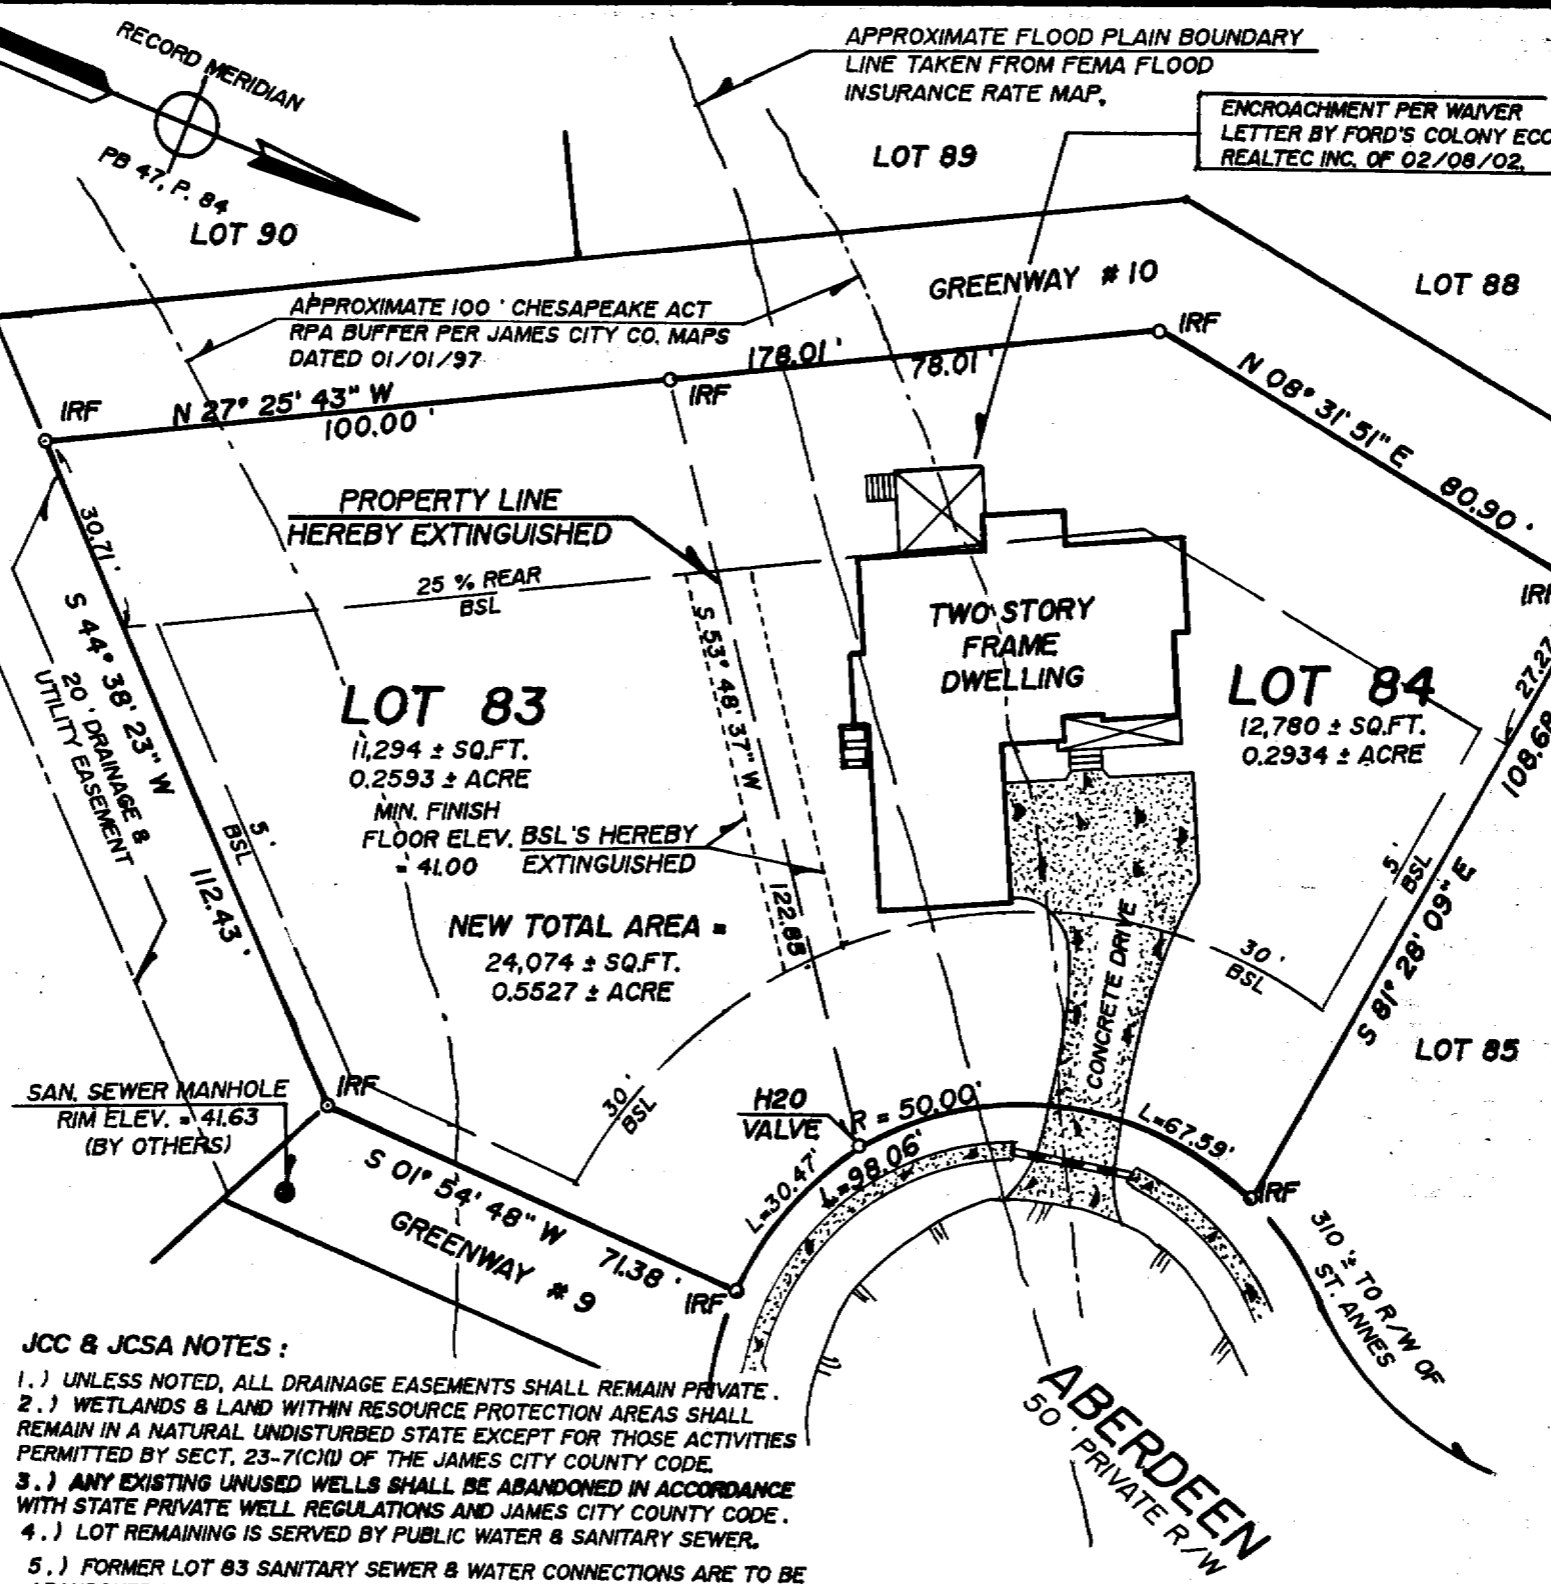 RECORD MERIDIAN
PB 47, P. 84
LOT 90
APPROXIMATE FLOOD PLAIN BOUNDARY
LINE TAKEN FROM FEMA FLOOD
INSURANCE RATE MAP.
LOT 89
ENCROACHMENT PER WAIVER
LETTER BY FORD'S COLONY ECC
REALTEC INC. OF 02/08/02.
LOT 88
GREENWAY # 10
APPROXIMATE 100 ' CHESAPEAKE ACT
RPA BUFFER PER JAMES CITY CO. MAPS
DATED 01/01/97
178.01 '
78.01 '
IRF
IRF
IRF
N 27° 25' 43" W
100.00 '
N 08° 31' 51" E 80.90 '
IRF
PROPERTY LINE
HEREBY EXTINGUISHED
25 % REAR
BSL
30.71 '
S 44° 38' 23" W
112.43 '
20 ' DRAINAGE &
UTILITY EASEMENT
5 '
BSL
S 53° 48' 37" W
122.85 '
TWO STORY
FRAME
DWELLING
LOT 83
11,294 ± SQ.FT.
0.2593 ± ACRE
MIN. FINISH
FLOOR ELEV.
= 41.00
BSL'S HEREBY
EXTINGUISHED
LOT 84
12,780 ± SQ.FT.
0.2934 ± ACRE
27.27
108.68
S 81° 28' 09" E
5 '
BSL
NEW TOTAL AREA =
24,074 ± SQ.FT.
0.5527 ± ACRE
30 '
BSL
CONCRETE DRIVE
LOT 85
SAN. SEWER MANHOLE
RIM ELEV. = 41.63
(BY OTHERS)
IRF
30 '
BSL
H20
VALVE
R = 50.00'
L=98.06'
L=30.47'
L=67.59'
IRF
S 01° 54' 48" W 71.38 '
GREENWAY # 9
IRF
310 '± TO R/W OF
ST. ANNES
ABERDEEN
50 ' PRIVATE R/W
JCC & JCSA NOTES :
1.) UNLESS NOTED, ALL DRAINAGE EASEMENTS SHALL REMAIN PRIVATE.
2.) WETLANDS & LAND WITHIN RESOURCE PROTECTION AREAS SHALL
REMAIN IN A NATURAL UNDISTURBED STATE EXCEPT FOR THOSE ACTIVITIES
PERMITTED BY SECT. 23-7(C)(1) OF THE JAMES CITY COUNTY CODE.
3.) ANY EXISTING UNUSED WELLS SHALL BE ABANDONED IN ACCORDANCE
WITH STATE PRIVATE WELL REGULATIONS AND JAMES CITY COUNTY CODE.
4.) LOT REMAINING IS SERVED BY PUBLIC WATER & SANITARY SEWER.
5.) FORMER LOT 83 SANITARY SEWER & WATER CONNECTIONS ARE TO BE